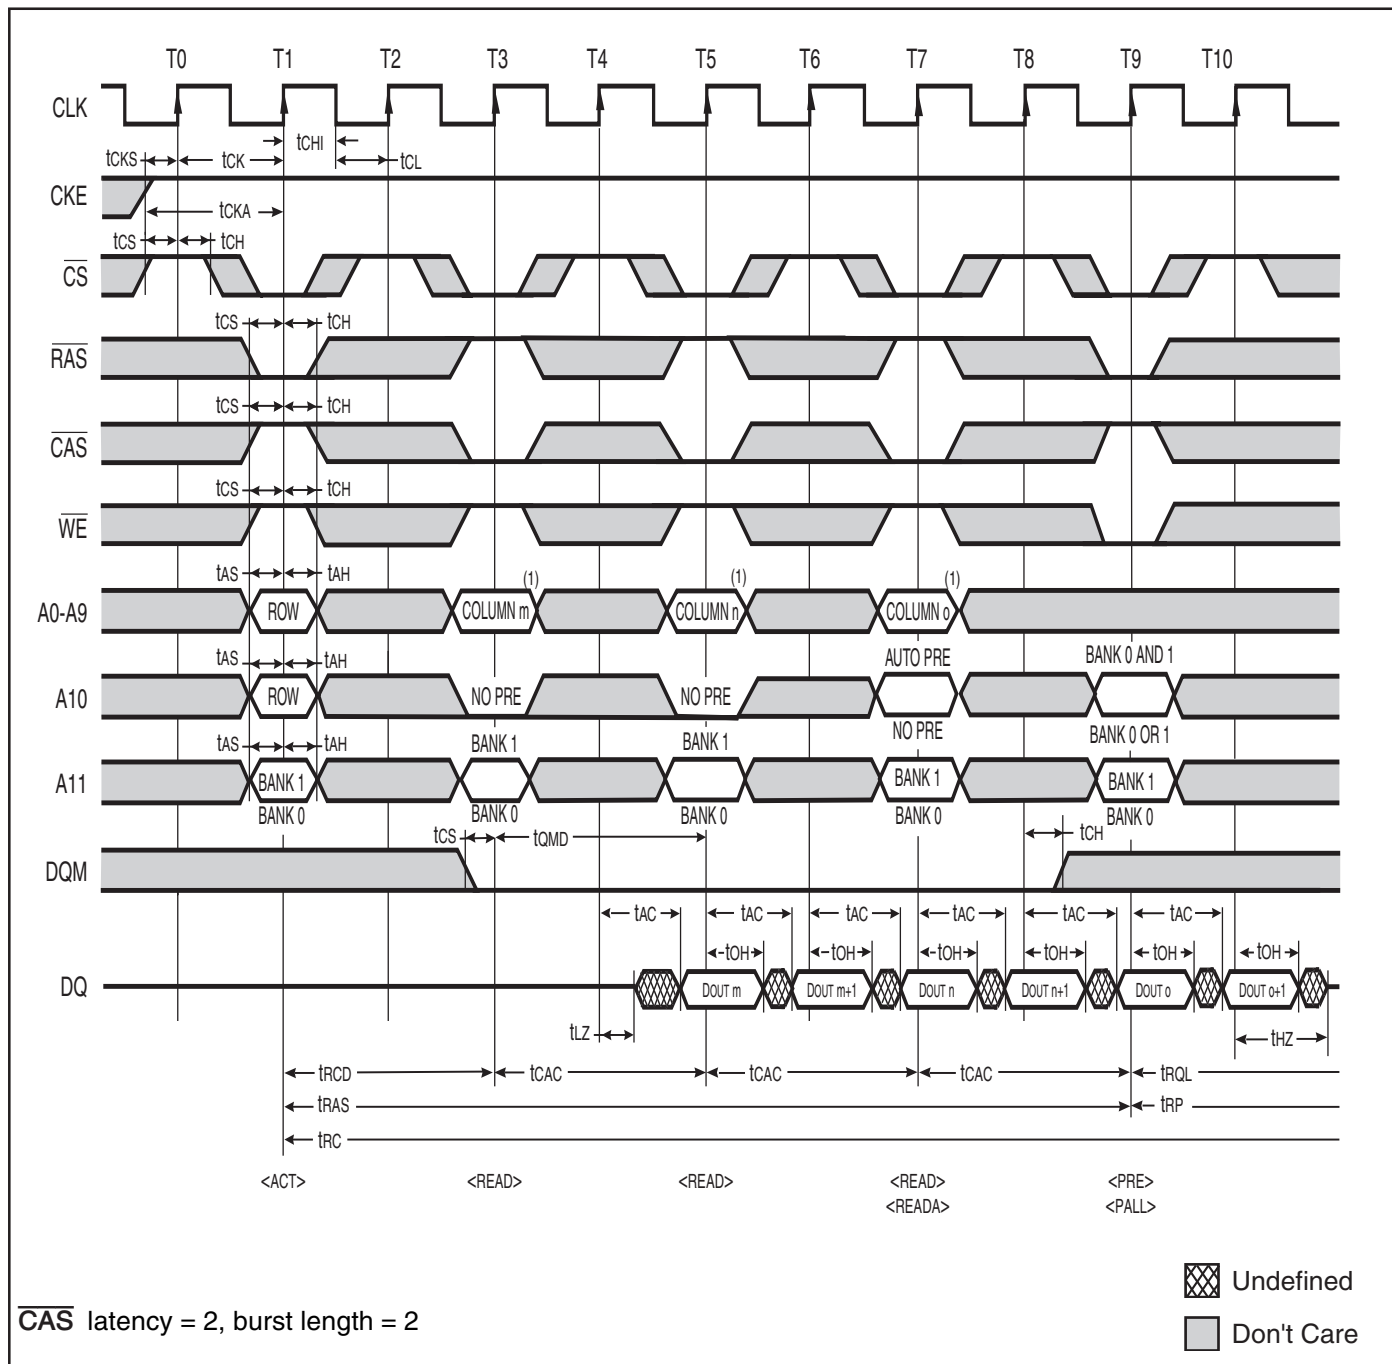 T0 T1 T2 T3 T4 T5 T6 T7 T8 T9 T10
CLK
tCHI
tCKS tCK tCL
CKE
tCKA
tCS tCH
CS
tCS tCH
RAS
tCS tCH
CAS
tCS tCH
WE
tAS tAH (1) (1) (1)
A0-A9 ROW COLUMN m COLUMN n COLUMN o
tAS tAH AUTO PRE BANK 0 AND 1
A10 ROW NO PRE NO PRE
NO PRE BANK 0 OR 1
tAS tAH BANK 1 BANK 1
A11 BANK 1 BANK 1 BANK 1
BANK 0 BANK 0 BANK 0 BANK 0 BANK 0
tCS tQMD tCH
DQM
tAC tAC tAC tAC tAC tAC
tOH tOH tOH tOH tOH tOH
DQ DOUT m DOUT m+1 DOUT n DOUT n+1 DOUT o DOUT o+1
tLZ tHZ
tRCD tCAC tCAC tCAC tRQL
tRAS tRP
tRC
<ACT> <READ> <READ> <READ> <PRE>
<READA> <PALL>
Undefined
CAS latency = 2, burst length = 2
Don't Care